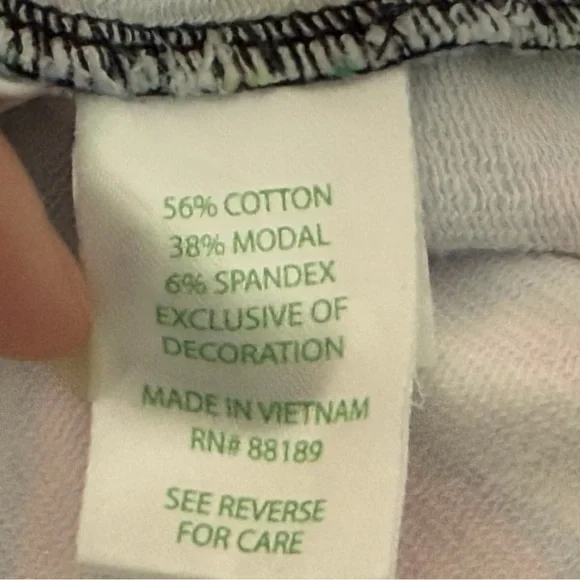 56% COTTON
38% MODAL
6% SPANDEX
EXCLUSIVE OF
DECORATION
MADE IN VIETNAM
RN# 88189
SEE REVERSE
FOR CARE